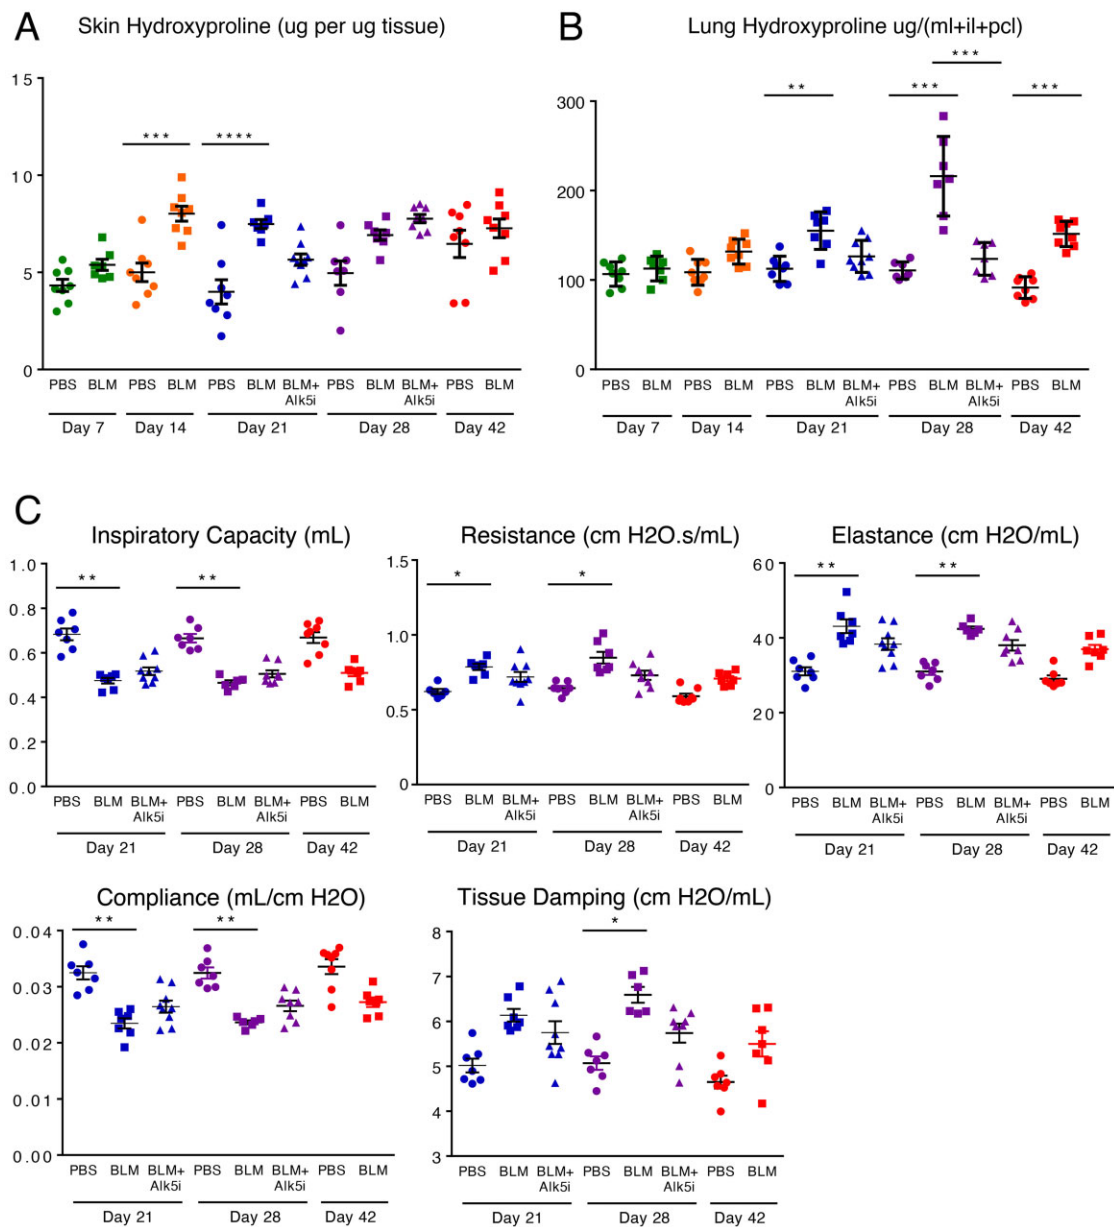 A Skin Hydroxyproline (ug per ug tissue)
15
10
5
0
*** ****
PBS BLM PBS BLM PBS BLM BLM+ Alk5i PBS BLM BLM+ Alk5i PBS BLM
Day 7 Day 14 Day 21 Day 28 Day 42
B Lung Hydroxyproline ug/(ml+il+pcl)
***
** *** ***
300
200
100
0
PBS BLM PBS BLM PBS BLM BLM+ Alk5i PBS BLM BLM+ Alk5i PBS BLM
Day 7 Day 14 Day 21 Day 28 Day 42
C
Inspiratory Capacity (mL)
1.0
0.8
0.6
0.4
0.2
0.0
** **
PBS BLM BLM+ Alk5i PBS BLM BLM+ Alk5i PBS BLM
Day 21 Day 28 Day 42
Resistance (cm H2O.s/mL)
1.5
1.0
0.5
0
* *
PBS BLM BLM+ Alk5i PBS BLM BLM+ Alk5i PBS BLM
Day 21 Day 28 Day 42
Elastance (cm H2O/mL)
60
40
20
0
** **
PBS BLM BLM+ Alk5i PBS BLM BLM+ Alk5i PBS BLM
Day 21 Day 28 Day 42
Compliance (mL/cm H2O)
0.04
0.03
0.02
0.01
0.00
** **
PBS BLM BLM+ Alk5i PBS BLM BLM+ Alk5i PBS BLM
Day 21 Day 28 Day 42
Tissue Damping (cm H2O/mL)
8
7
6
5
4
3
*
PBS BLM BLM+ Alk5i PBS BLM BLM+ Alk5i PBS BLM
Day 21 Day 28 Day 42